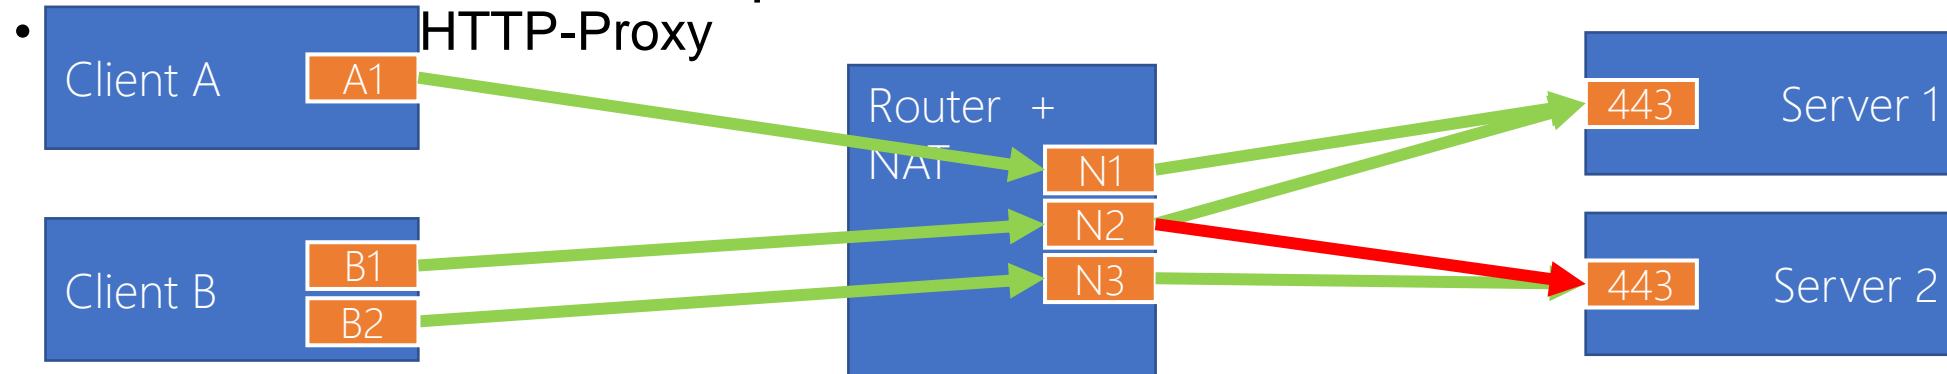 • HTTP-Proxy
Client A
A1
Router +
NAT
N1
N2
N3
443
Server 1
Client B
B1
B2
443
Server 2